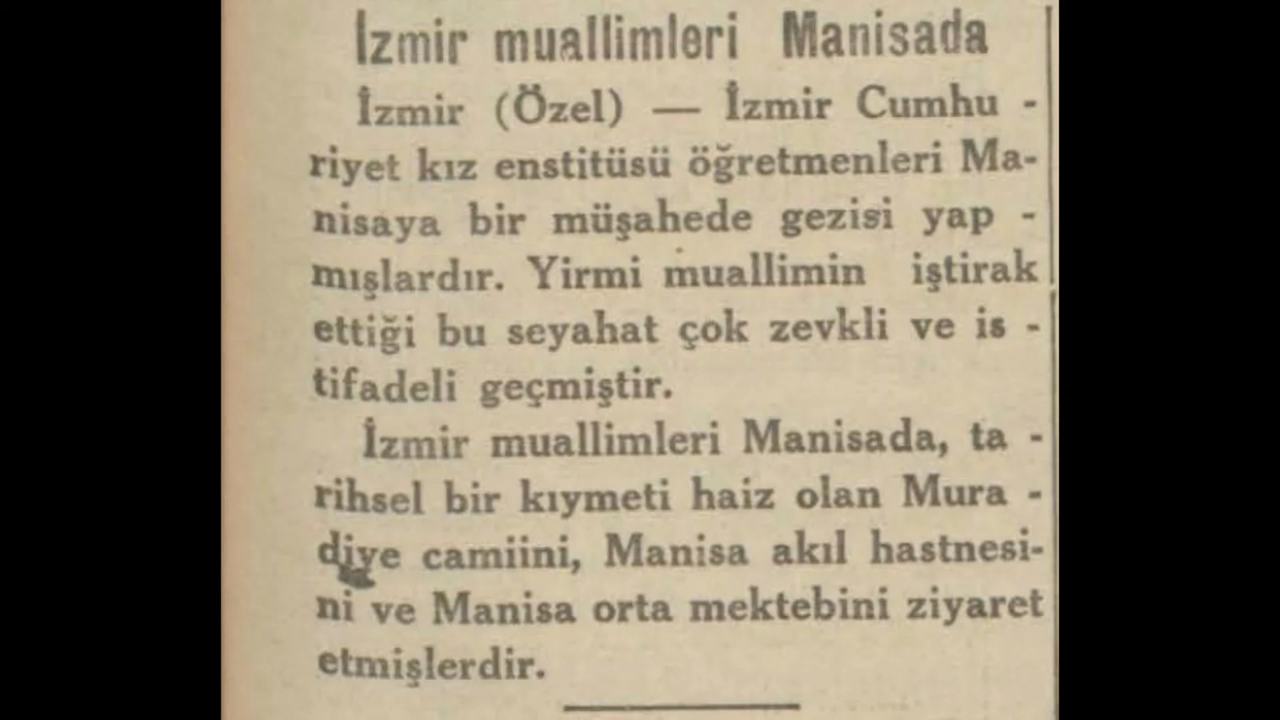 İzmir muallimleri Manisada
İzmir (Özel) — İzmir Cumhu -
riyet kız enstitüsü öğretmenleri Ma-
nisaya bir müşahede gezisi yap -
mışlardır. Yirmi muallimin iştirak
ettiği bu seyahat çok zevkli ve is -
tifadeli geçmiştir.
İzmir muallimleri Manisada, ta -
rihsel bir kıymeti haiz olan Mura -
diye camiini, Manisa akıl hastnesi-
ni ve Manisa orta mektebini ziyaret
etmişlerdir.